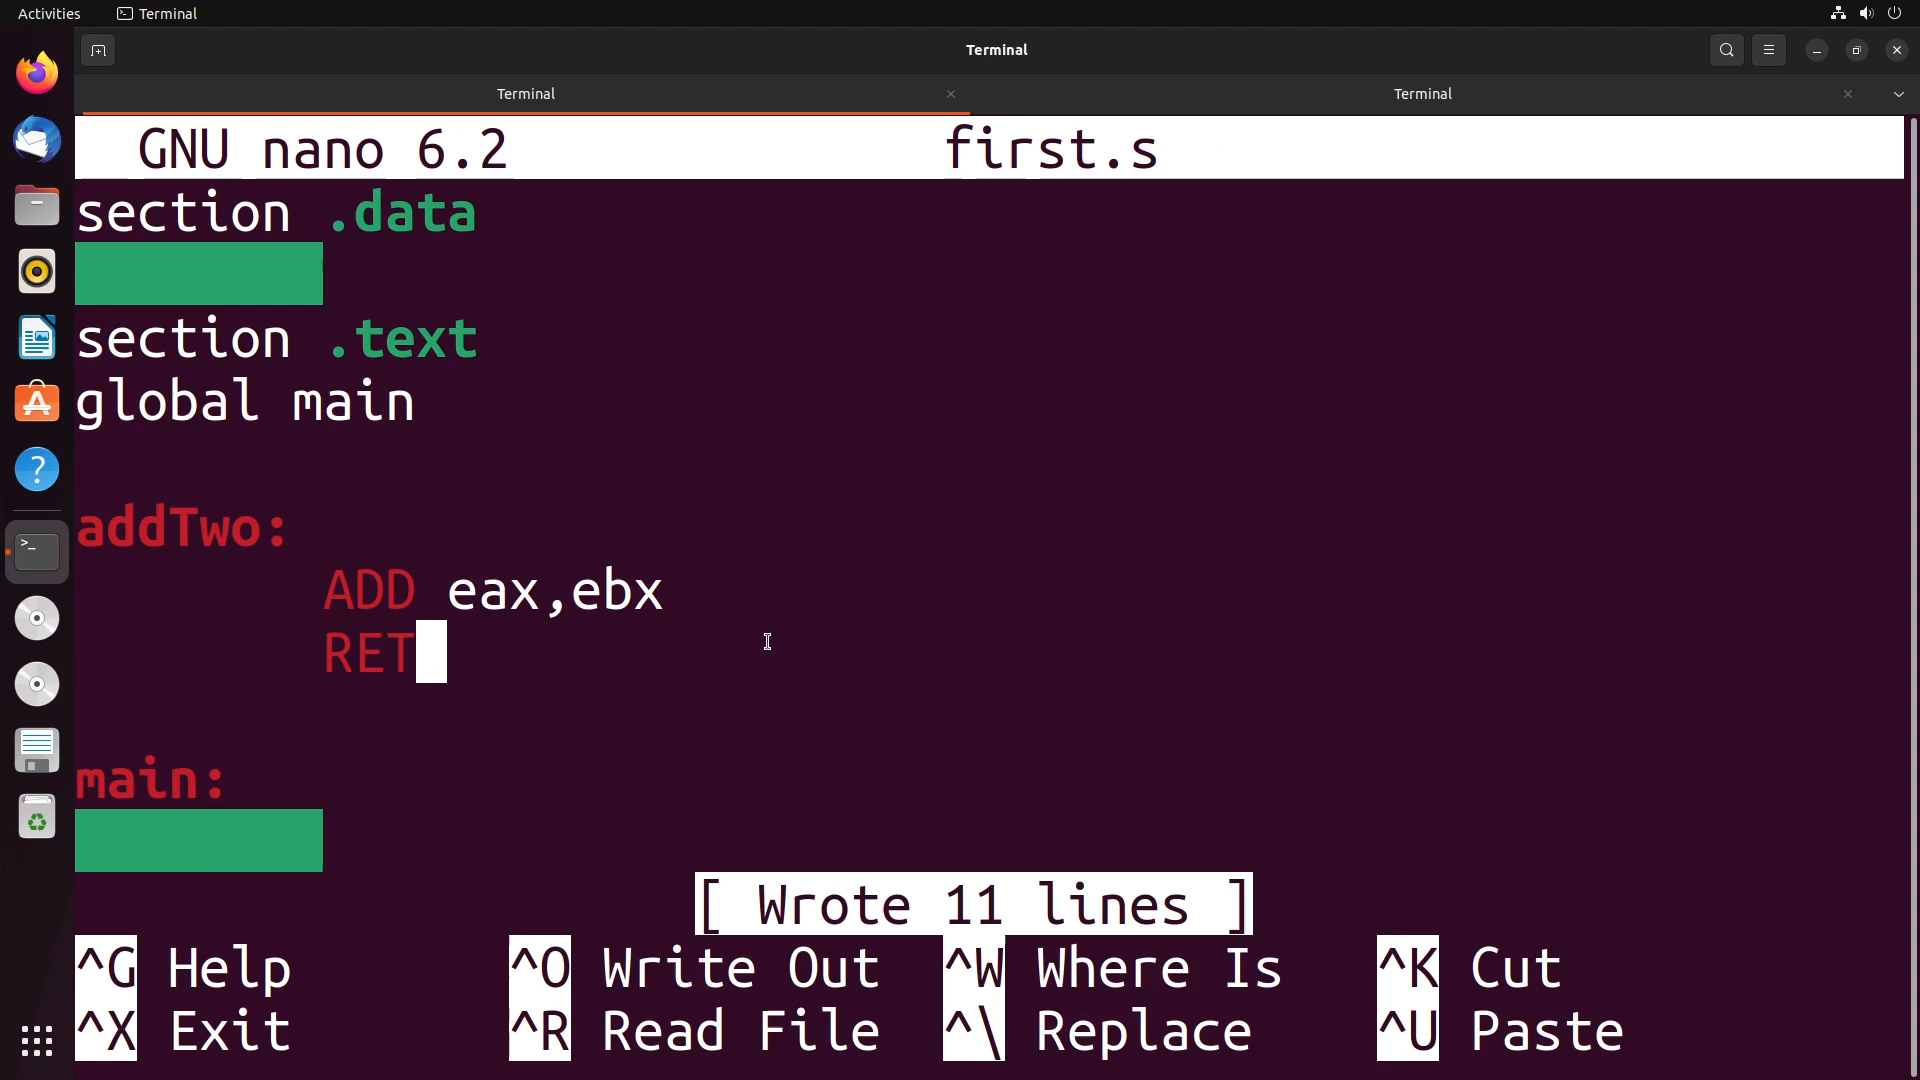 Activities
Terminal
Terminal
Terminal
Terminal
GNU nano 6.2 first.s
section .data
section .text
global main
addTwo:
ADD eax,ebx
RET
main:
[ Wrote 11 lines ]
^G Help ^O Write Out ^W Where Is ^K Cut
^X Exit ^R Read File ^\ Replace ^U Paste